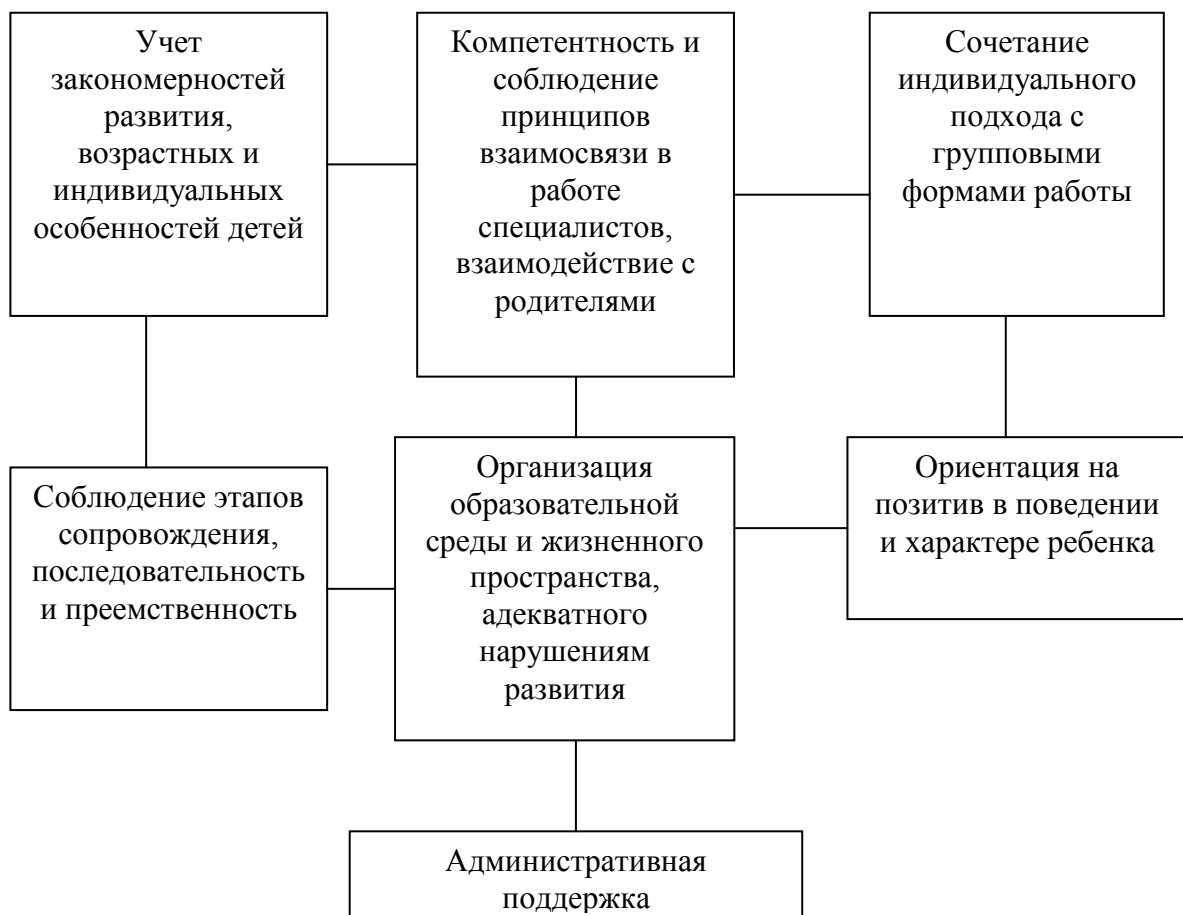 Учет
закономерностей
развития,
возрастных и
индивидуальных
особенностей детей
Компетентность и
соблюдение
принципов
взаимосвязи в
работе
специалистов,
взаимодействие с
родителями
Сочетание
индивидуального
подхода с
групповыми
формами работы
Соблюдение этапов
сопровождения,
последовательность
и преемственность
Организация
образовательной
среды и жизненного
пространства,
адекватного
нарушениям
развития
Ориентация на
позитив в поведении
и характере ребенка
Административная
поддержка